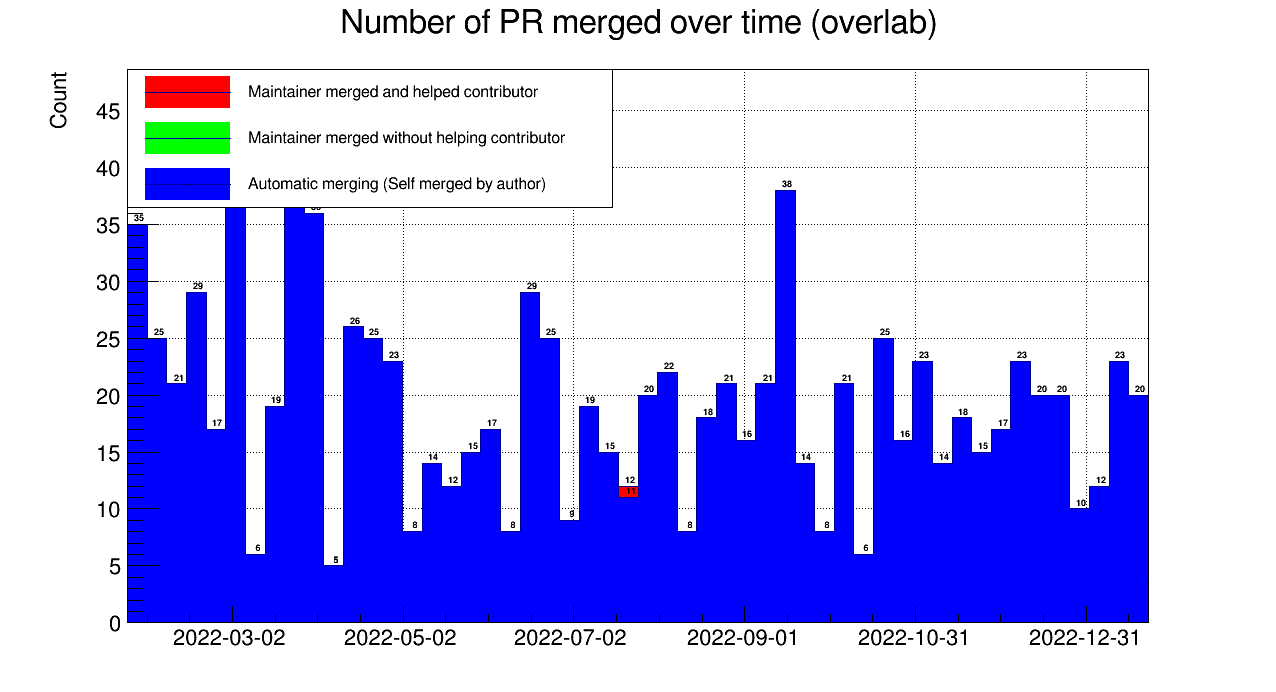 Number of PR merged over time (overlab)
Count
Maintainer merged and helped contributor
Maintainer merged without helping contributor
Automatic merging (Self merged by author)
45
40
35
30
25
20
15
10
5
0
35 25 21 29 17 6 19 5 26 25 23 8 14 12 15 17 8 29 25 9 19 15 12 11 20 22 8 18 21 16 21 38 14 8 21 6 25 16 23 14 18 15 17 23 20 20 10 12 23 20
2022-03-02 2022-05-02 2022-07-02 2022-09-01 2022-10-31 2022-12-31